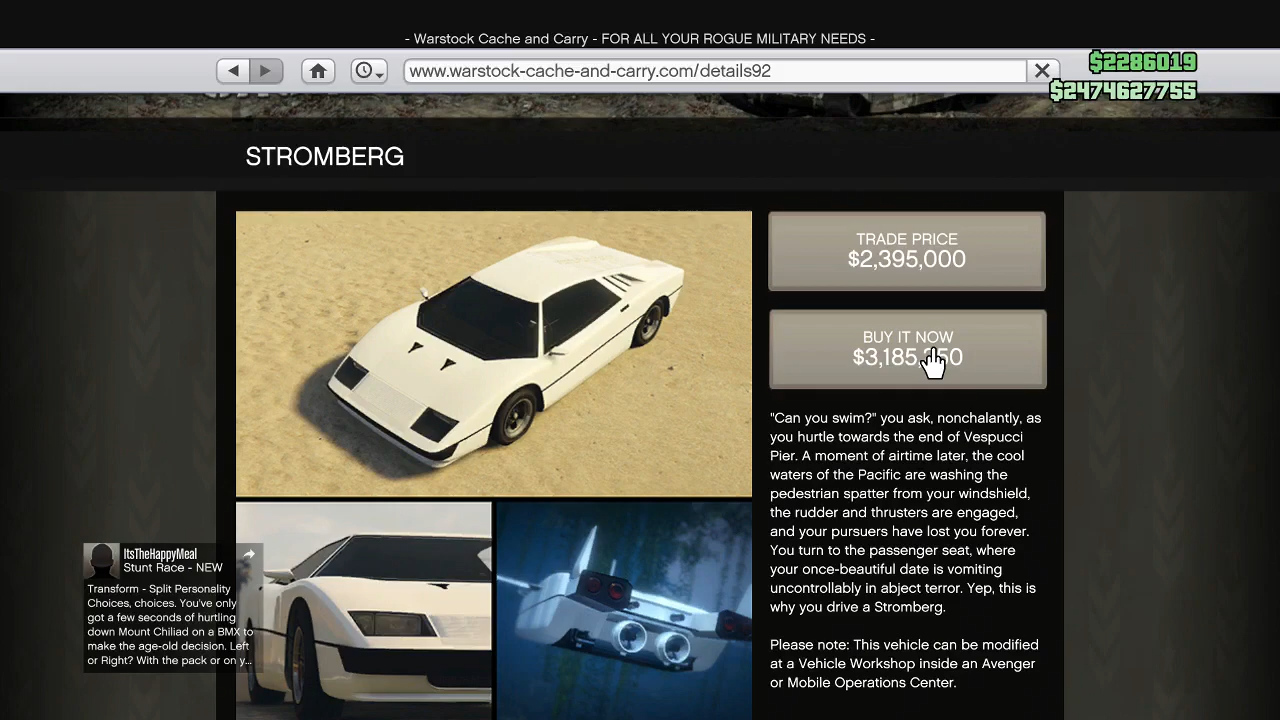 - Warstock Cache and Carry - FOR ALL YOUR ROGUE MILITARY NEEDS -
www.warstock-cache-and-carry.com/details92
$2286019
$2474627755
STROMBERG
TRADE PRICE
$2,395,000
BUY IT NOW
"Can you swim?" you ask, nonchalantly, as
you hurtle towards the end of Vespucci
Pier. A moment of airtime later, the cool
waters of the Pacific are washing the
pedestrian spatter from your windshield,
the rudder and thrusters are engaged,
and your pursuers have lost you forever.
You turn to the passenger seat, where
your once-beautiful date is vomiting
uncontrollably in abject terror. Yep, this is
why you drive a Stromberg.
Please note: This vehicle can be modified
at a Vehicle Workshop inside an Avenger
or Mobile Operations Center.
ItsTheHappyMeal
Stunt Race - NEW
Transform - Split Personality
Choices, choices. You've only
got a few seconds of hurtling
down Mount Chiliad on a BMX to
make the age-old decision. Left
or Right? With the pack or on y...